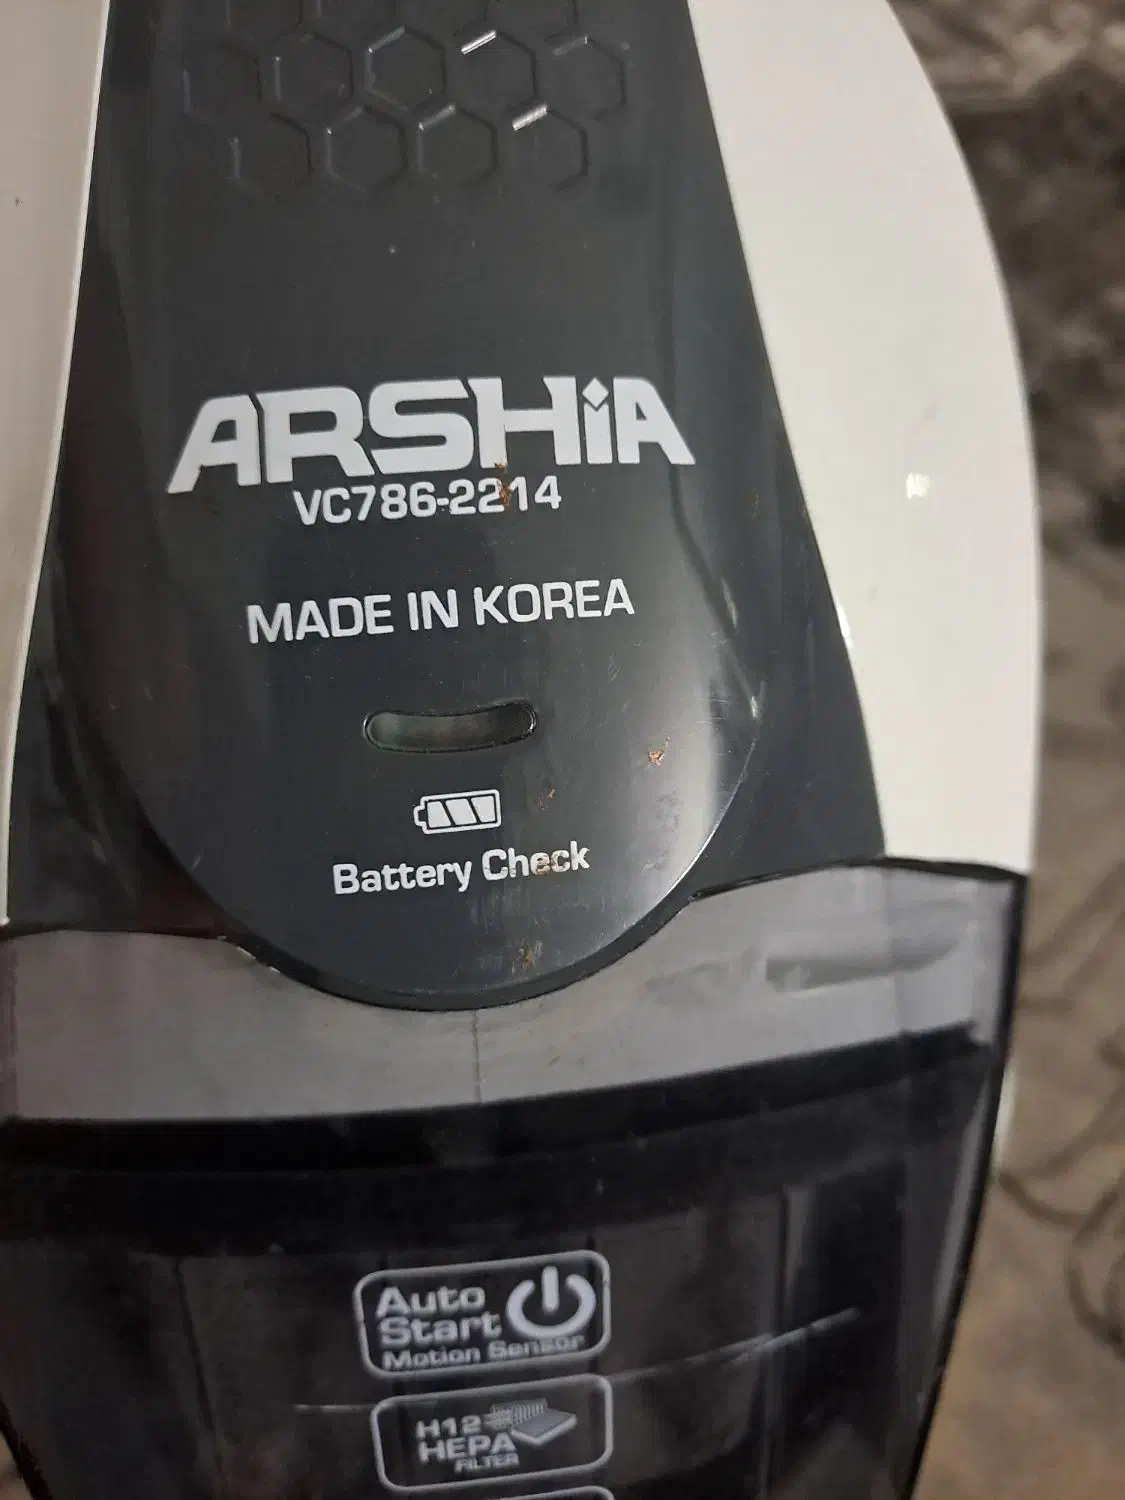 ARSHiA
VC786-2214
MADE IN KOREA
Battery Check
Auto
Start
Motion Sensor
H12
HEPA
FILTER